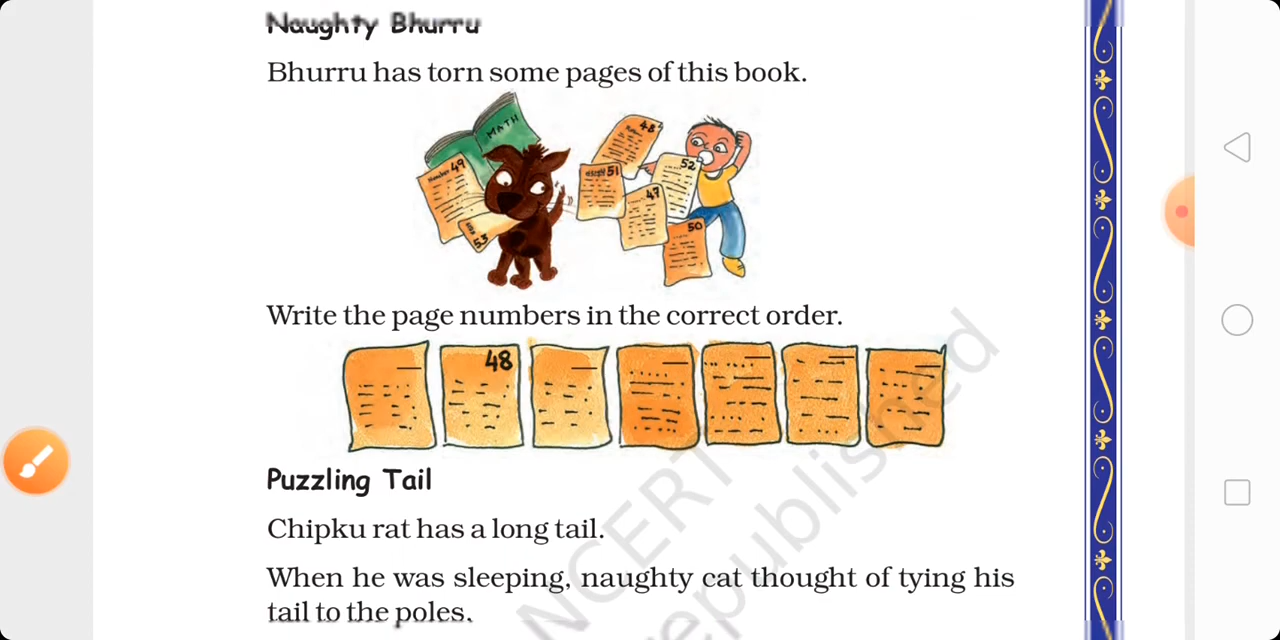 Naughty Bhurru
Bhurru has torn some pages of this book.
MATH
48
Number 49
52
51
47
53
50
Write the page numbers in the correct order.
48
Puzzling Tail
Chipku rat has a long tail.
When he was sleeping, naughty cat thought of tying his
tail to the poles.
NCERT
republished